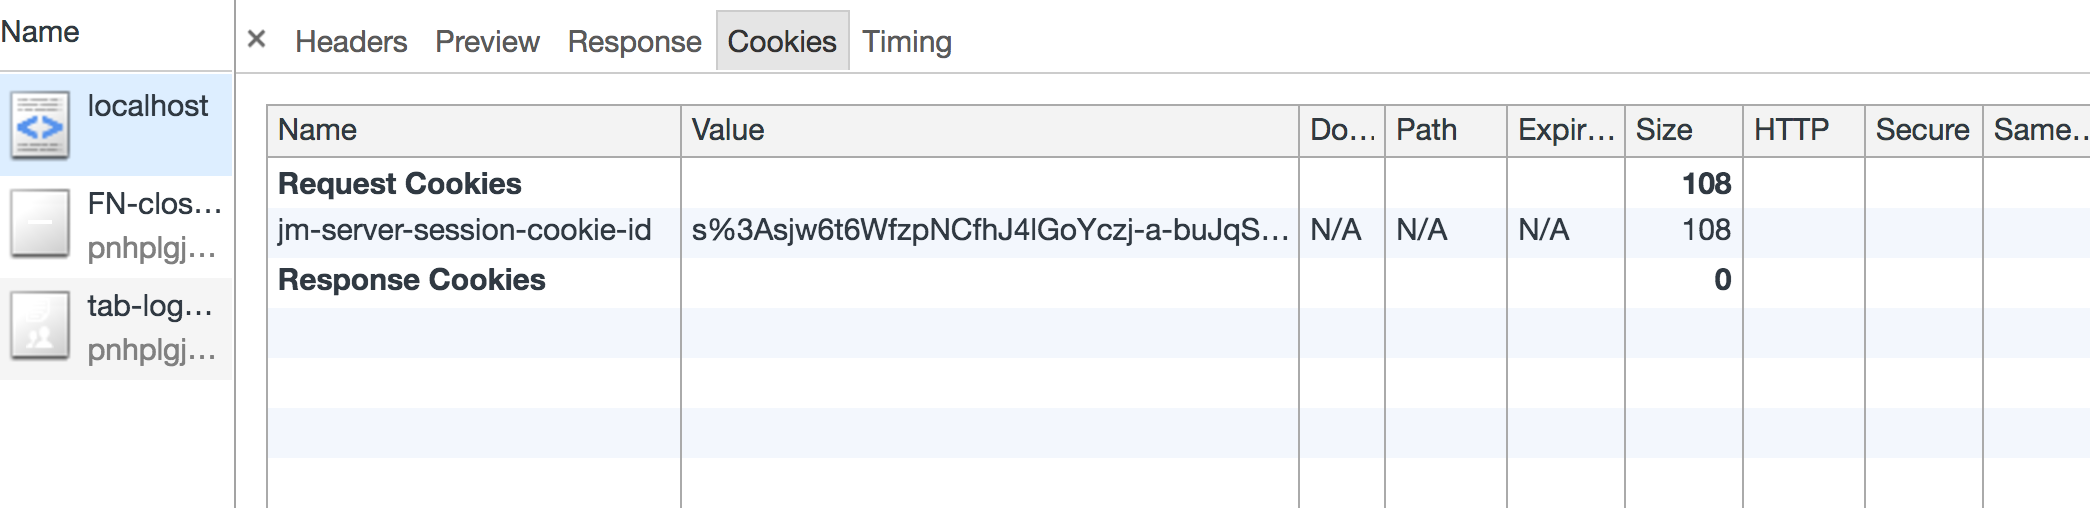 Name
× Headers Preview Response Cookies Timing
localhost
FN-clos…
pnhplgj…
tab-log…
pnhplgj…
Name Value Do… Path Expir… Size HTTP Secure Same…
Request Cookies 108
jm-server-session-cookie-id s%3Asjw6t6WfzpNCfhJ4lGoYczj-a-buJqS… N/A N/A N/A 108
Response Cookies 0